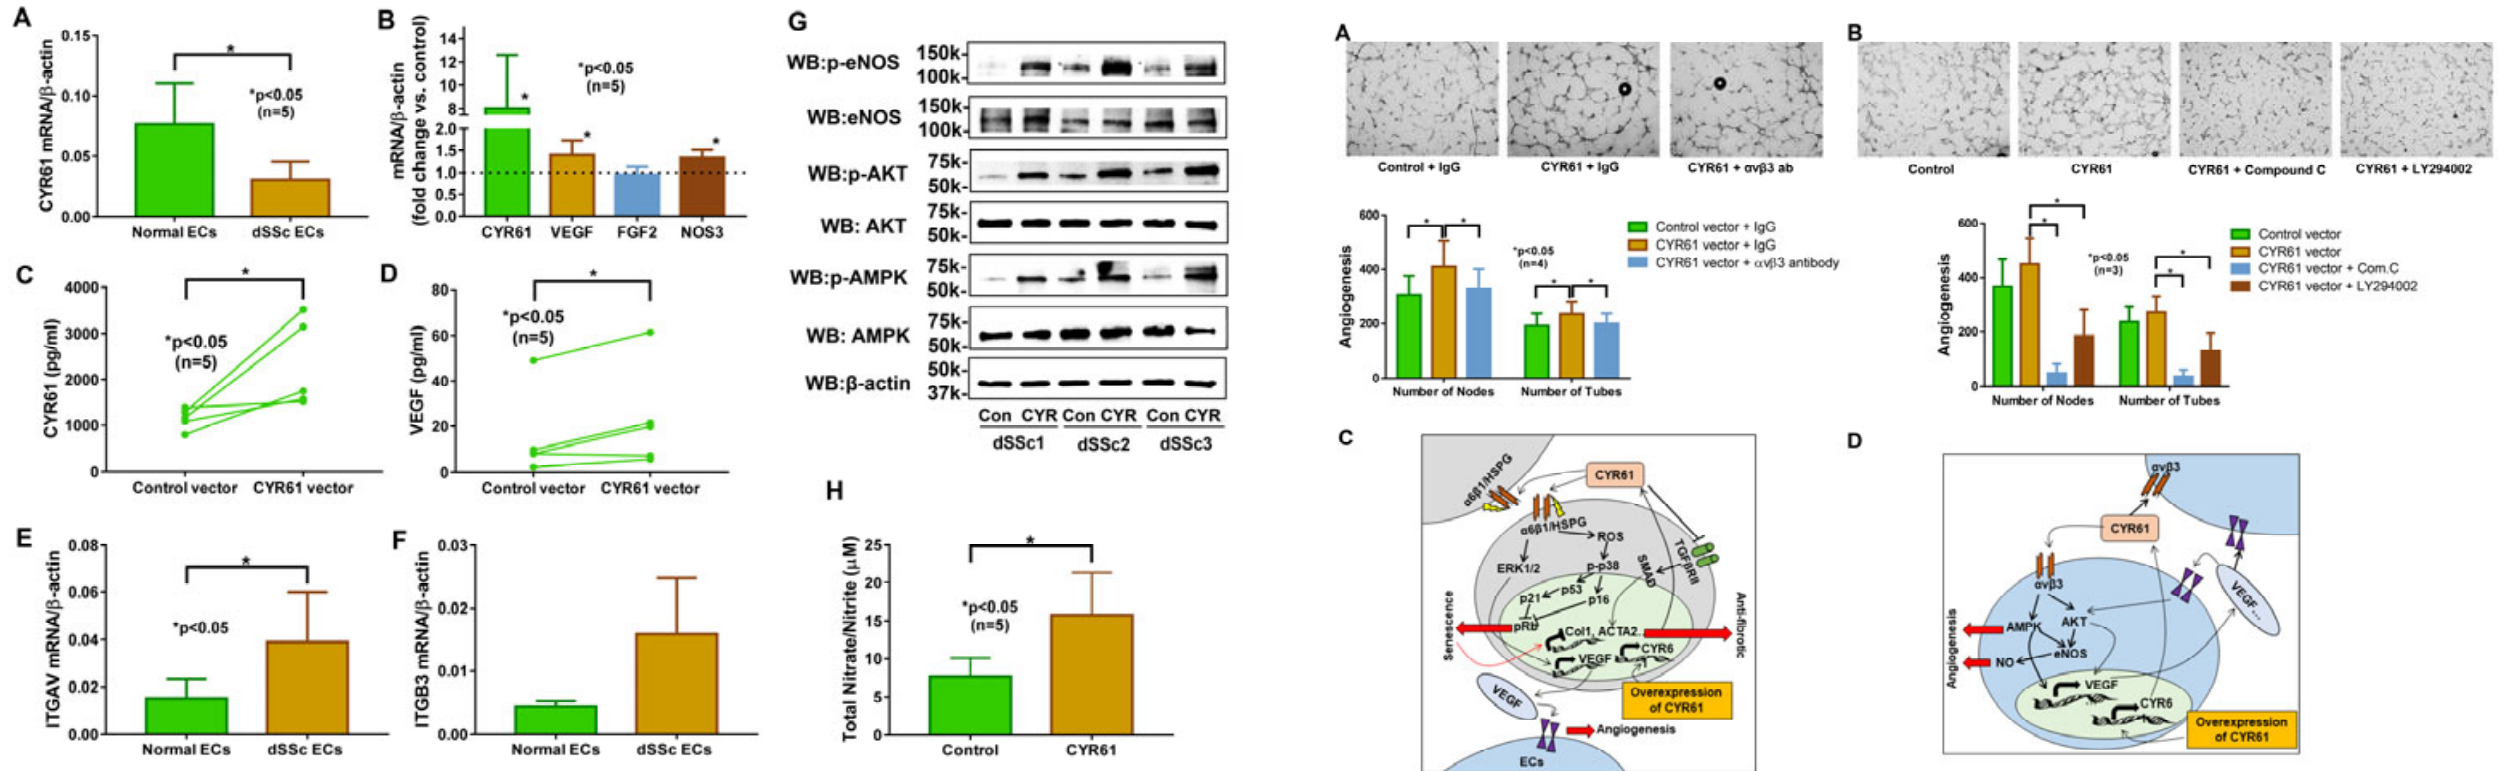 A
0.15
0.10
0.05
0.00
CYR61 mRNA/β-actin
*
*p<0.05
(n=5)
Normal ECs
dSSc ECs
B
14
12
10
8
6
2.0
1.5
1.0
0.5
0.0
mRNA/β-actin
(fold change vs. control)
*p<0.05
(n=5)
*
*
*
CYR61
VEGF
FGF2
NOS3
C
4000
3000
2000
1000
0
CYR61 (pg/ml)
*
*p<0.05
(n=5)
Control vector
CYR61 vector
D
80
60
40
20
0
VEGF (pg/ml)
*
*p<0.05
(n=5)
Control vector
CYR61 vector
E
0.08
0.06
0.04
0.02
0.00
ITGAV mRNA/β-actin
*
*p<0.05
Normal ECs
dSSc ECs
F
0.03
0.02
0.01
0.00
ITGB3 mRNA/β-actin
Normal ECs
dSSc ECs
G
WB:p-eNOS
150k-
100k-
WB:eNOS
150k-
100k-
WB:p-AKT
75k-
50k-
WB: AKT
75k-
50k-
WB:p-AMPK
75k-
50k-
WB: AMPK
75k-
50k-
WB:β-actin
50k-
37k-
Con CYR Con CYR Con CYR
dSSc1 dSSc2 dSSc3
H
25
20
15
10
5
0
Total Nitrate/Nitrite (μM)
*
*p<0.05
(n=5)
Control
CYR61
A
Control + IgG
CYR61 + IgG
CYR61 + αvβ3 ab
600
400
200
0
Angiogenesis
*
*
*p<0.05
(n=4)
*
*
Control vector + IgG
CYR61 vector + IgG
CYR61 vector + αvβ3 antibody
Number of Nodes
Number of Tubes
B
Control
CYR61
CYR61 + Compound C
CYR61 + LY294002
600
400
200
0
Angiogenesis
*
*
*p<0.05
(n=3)
*
*
Control vector
CYR61 vector
CYR61 vector + Com.C
CYR61 vector + LY294002
Number of Nodes
Number of Tubes
C
α6β1/HSPG
CYR61
α6β1/HSPG
ROS
TGFβRII
ERK1/2
p-p38
SMAD
p53
p21
p16
pRb
Senescence
Col1, ACTA2..
Anti-fibrotic
VEGF
CYR6
VEGF
Overexpression
of CYR61
Angiogenesis
ECs
D
αvβ3
CYR61
αvβ3
VEGF...
AMPK
AKT
Angiogenesis
NO
eNOS
VEGF
CYR6
Overexpression
of CYR61